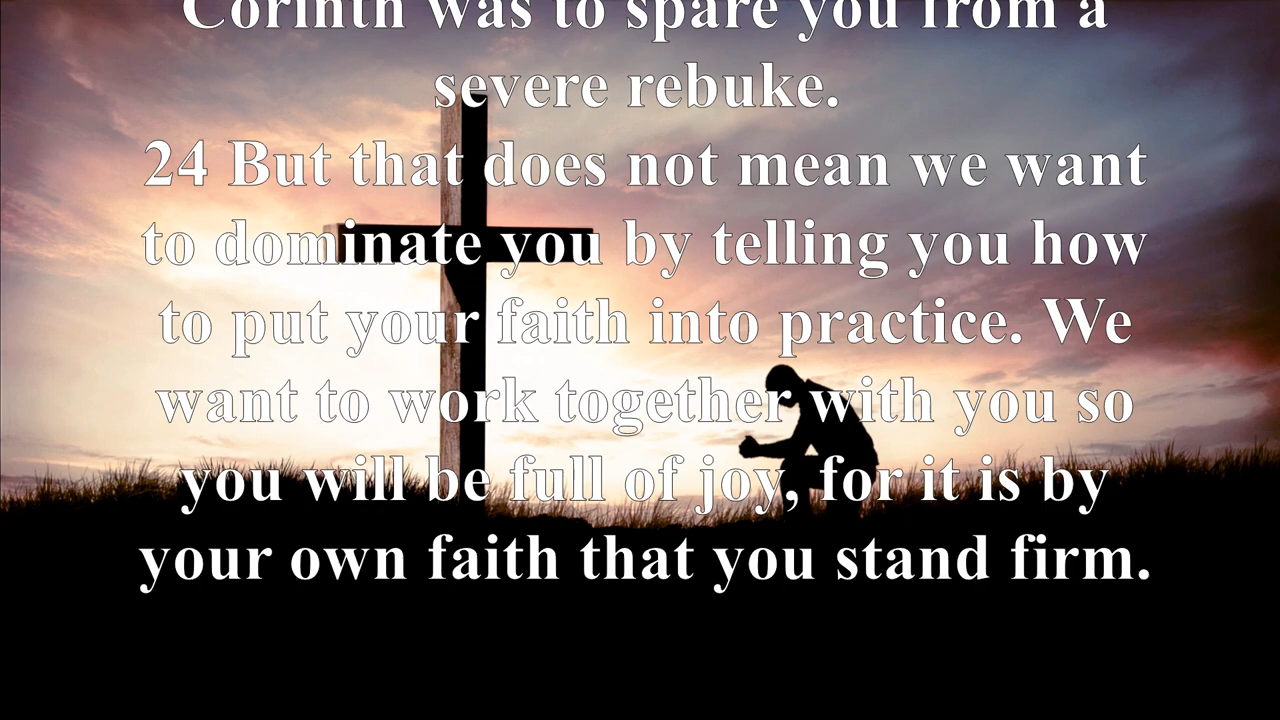 Corinth was to spare you from a
severe rebuke.
24 But that does not mean we want
to dominate you by telling you how
to put your faith into practice. We
want to work together with you so
you will be full of joy, for it is by
your own faith that you stand firm.